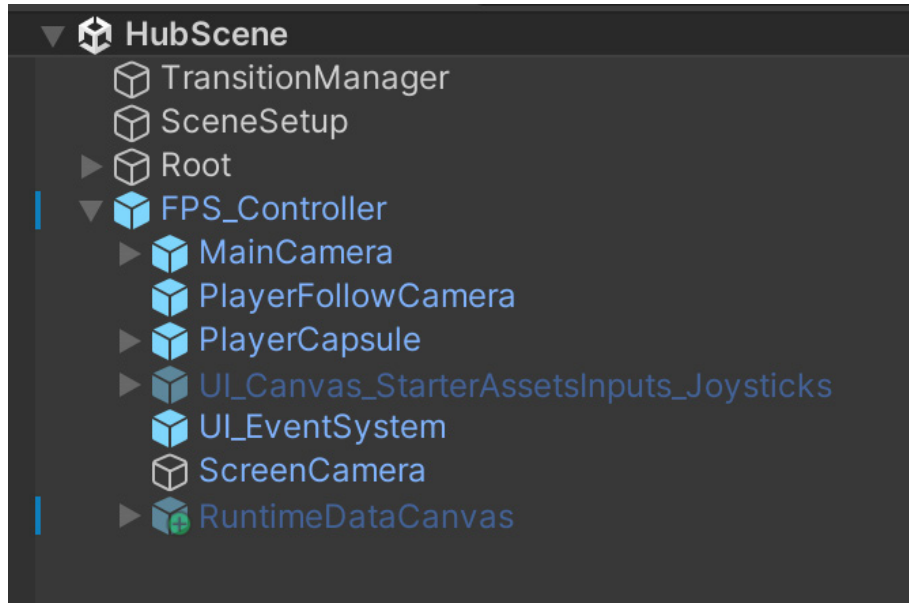 HubScene
TransitionManager
SceneSetup
Root
FPS_Controller
MainCamera
PlayerFollowCamera
PlayerCapsule
UI_Canvas_StarterAssetsInputs_Joysticks
UI_EventSystem
ScreenCamera
RuntimeDataCanvas